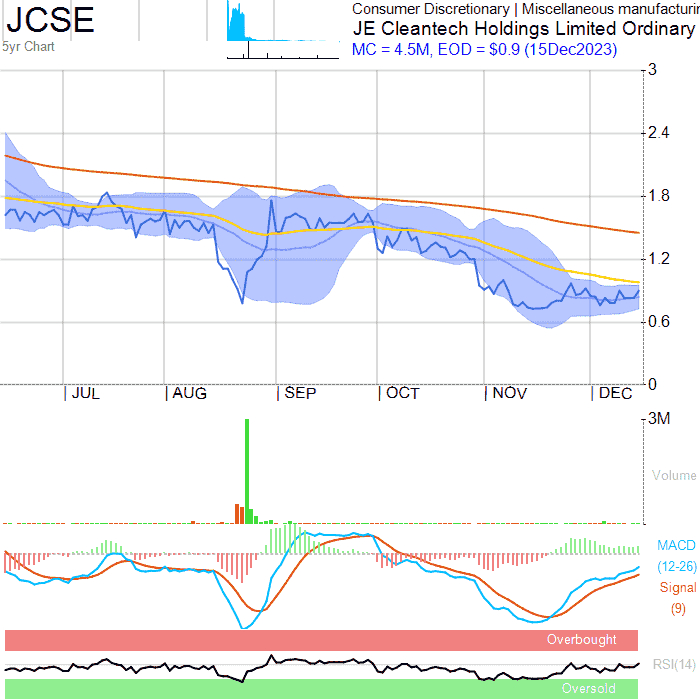 JCSE
5yr Chart
Consumer Discretionary | Miscellaneous manufacturin
JE Cleantech Holdings Limited Ordinary
MC = 4.5M, EOD = $0.9 (15Dec2023)
3
2.4
1.8
1.2
0.6
0
JUL AUG SEP OCT NOV DEC
3M
Volume
MACD
(12-26)
Signal
(9)
Overbought
RSI(14)
Oversold